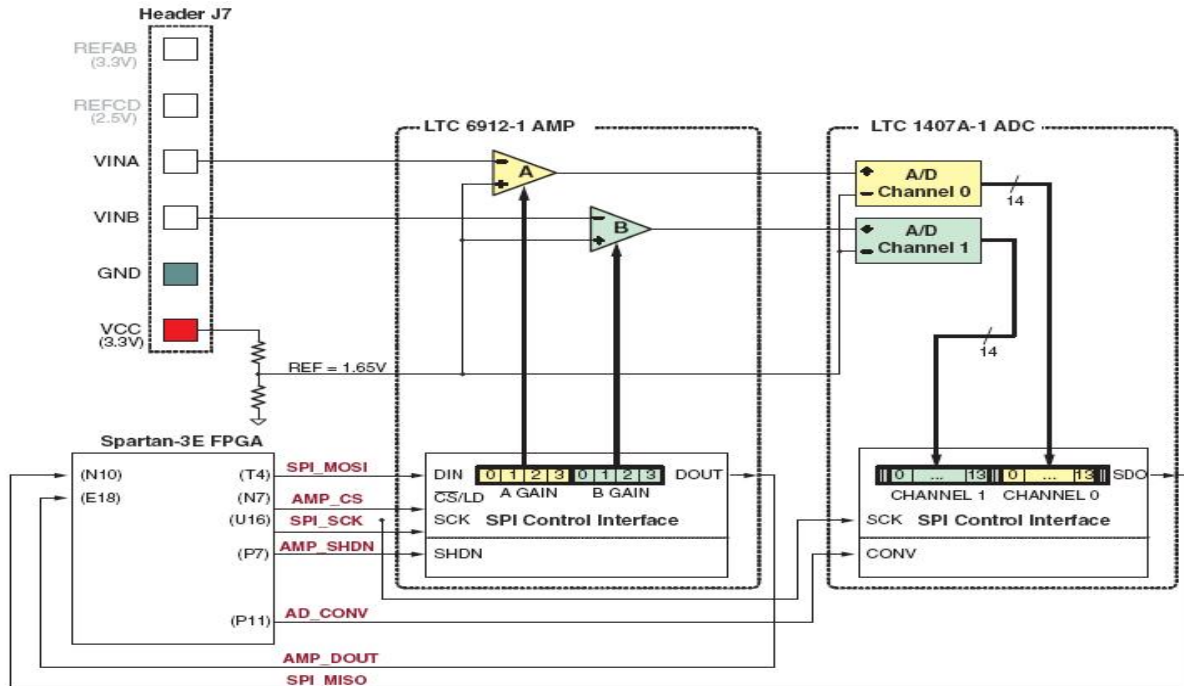 Header J7
REFAB
(3.3V)
REFCD
(2.5V)
VINA
VINB
GND
VCC
(3.3V)
REF = 1.65V
LTC 6912-1 AMP
A
B
LTC 1407A-1 ADC
A/D
Channel 0
14
A/D
Channel 1
14
Spartan-3E FPGA
(N10)
(E18)
(T4)
(N7)
(U16)
(P7)
(P11)
SPI_MOSI
AMP_CS
SPI_SCK
AMP_SHDN
AD_CONV
AMP_DOUT
SPI_MISO
DIN
0 1 2 3 0 1 2 3
DOUT
A GAIN B GAIN
CS/LD
SCK SPI Control Interface
SHDN
0 ... 13 0 ... 13
SDO
CHANNEL 1 CHANNEL 0
SCK SPI Control Interface
CONV